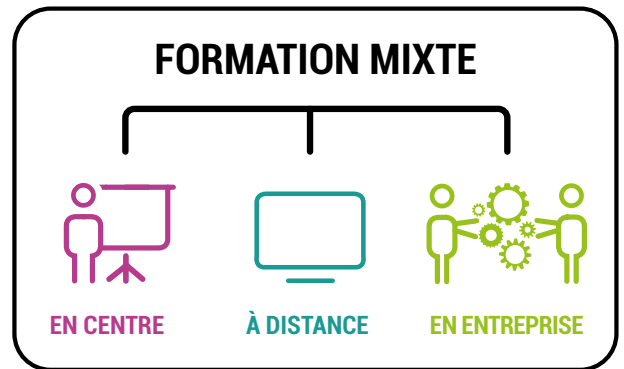 FORMATION MIXTE
EN CENTRE
À DISTANCE
EN ENTREPRISE